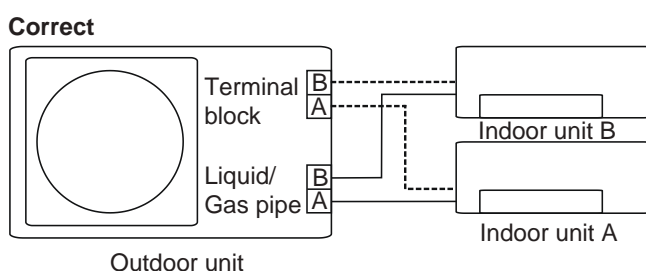 Correct
Terminal
block
B
A
Liquid/
Gas pipe
B
A
Indoor unit B
Indoor unit A
Outdoor unit